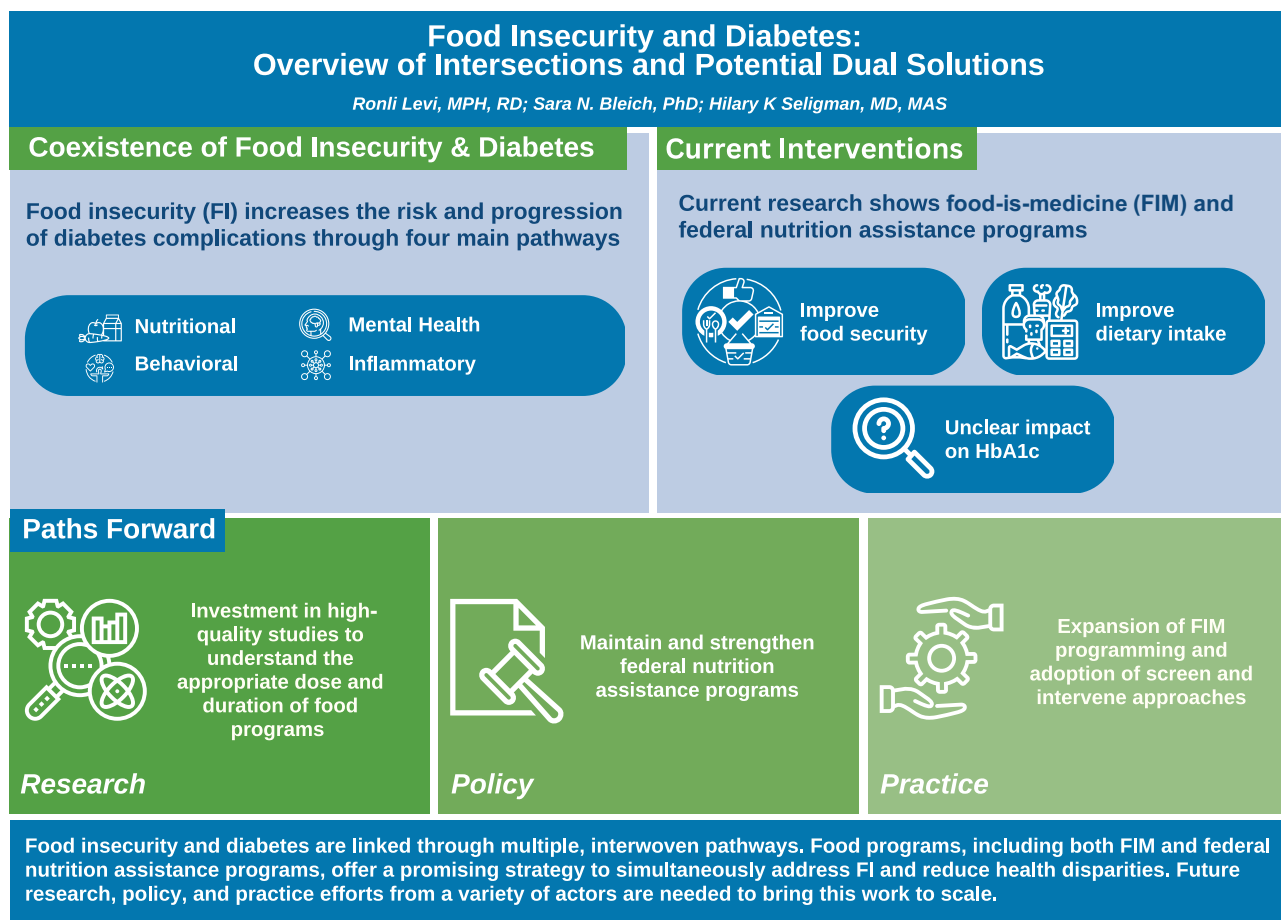 Food Insecurity and Diabetes:
Overview of Intersections and Potential Dual Solutions
Ronli Levi, MPH, RD; Sara N. Bleich, PhD; Hilary K Seligman, MD, MAS
Coexistence of Food Insecurity & Diabetes
Food insecurity (FI) increases the risk and progression
of diabetes complications through four main pathways
Nutritional
Mental Health
Behavioral
Inflammatory
Current Interventions
Current research shows food-is-medicine (FIM) and
federal nutrition assistance programs
Improve
food security
Improve
dietary intake
?
Unclear impact
on HbA1c
Paths Forward
Investment in high-
quality studies to
understand the
appropriate dose and
duration of food
programs
Research
Maintain and strengthen
federal nutrition
assistance programs
Policy
Expansion of FIM
programming and
adoption of screen and
intervene approaches
Practice
Food insecurity and diabetes are linked through multiple, interwoven pathways. Food programs, including both FIM and federal
nutrition assistance programs, offer a promising strategy to simultaneously address FI and reduce health disparities. Future
research, policy, and practice efforts from a variety of actors are needed to bring this work to scale.